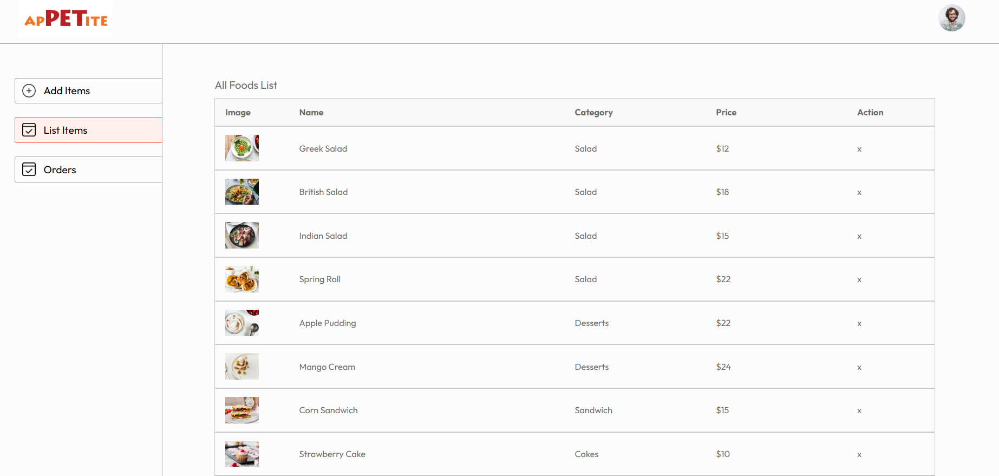 APPETITE
Add Items
List Items
Orders
All Foods List
Image Name Category Price Action
Greek Salad Salad $12 x
British Salad Salad $18 x
Indian Salad Salad $15 x
Spring Roll Salad $22 x
Apple Pudding Desserts $22 x
Mango Cream Desserts $24 x
Corn Sandwich Sandwich $15 x
Strawberry Cake Cakes $10 x